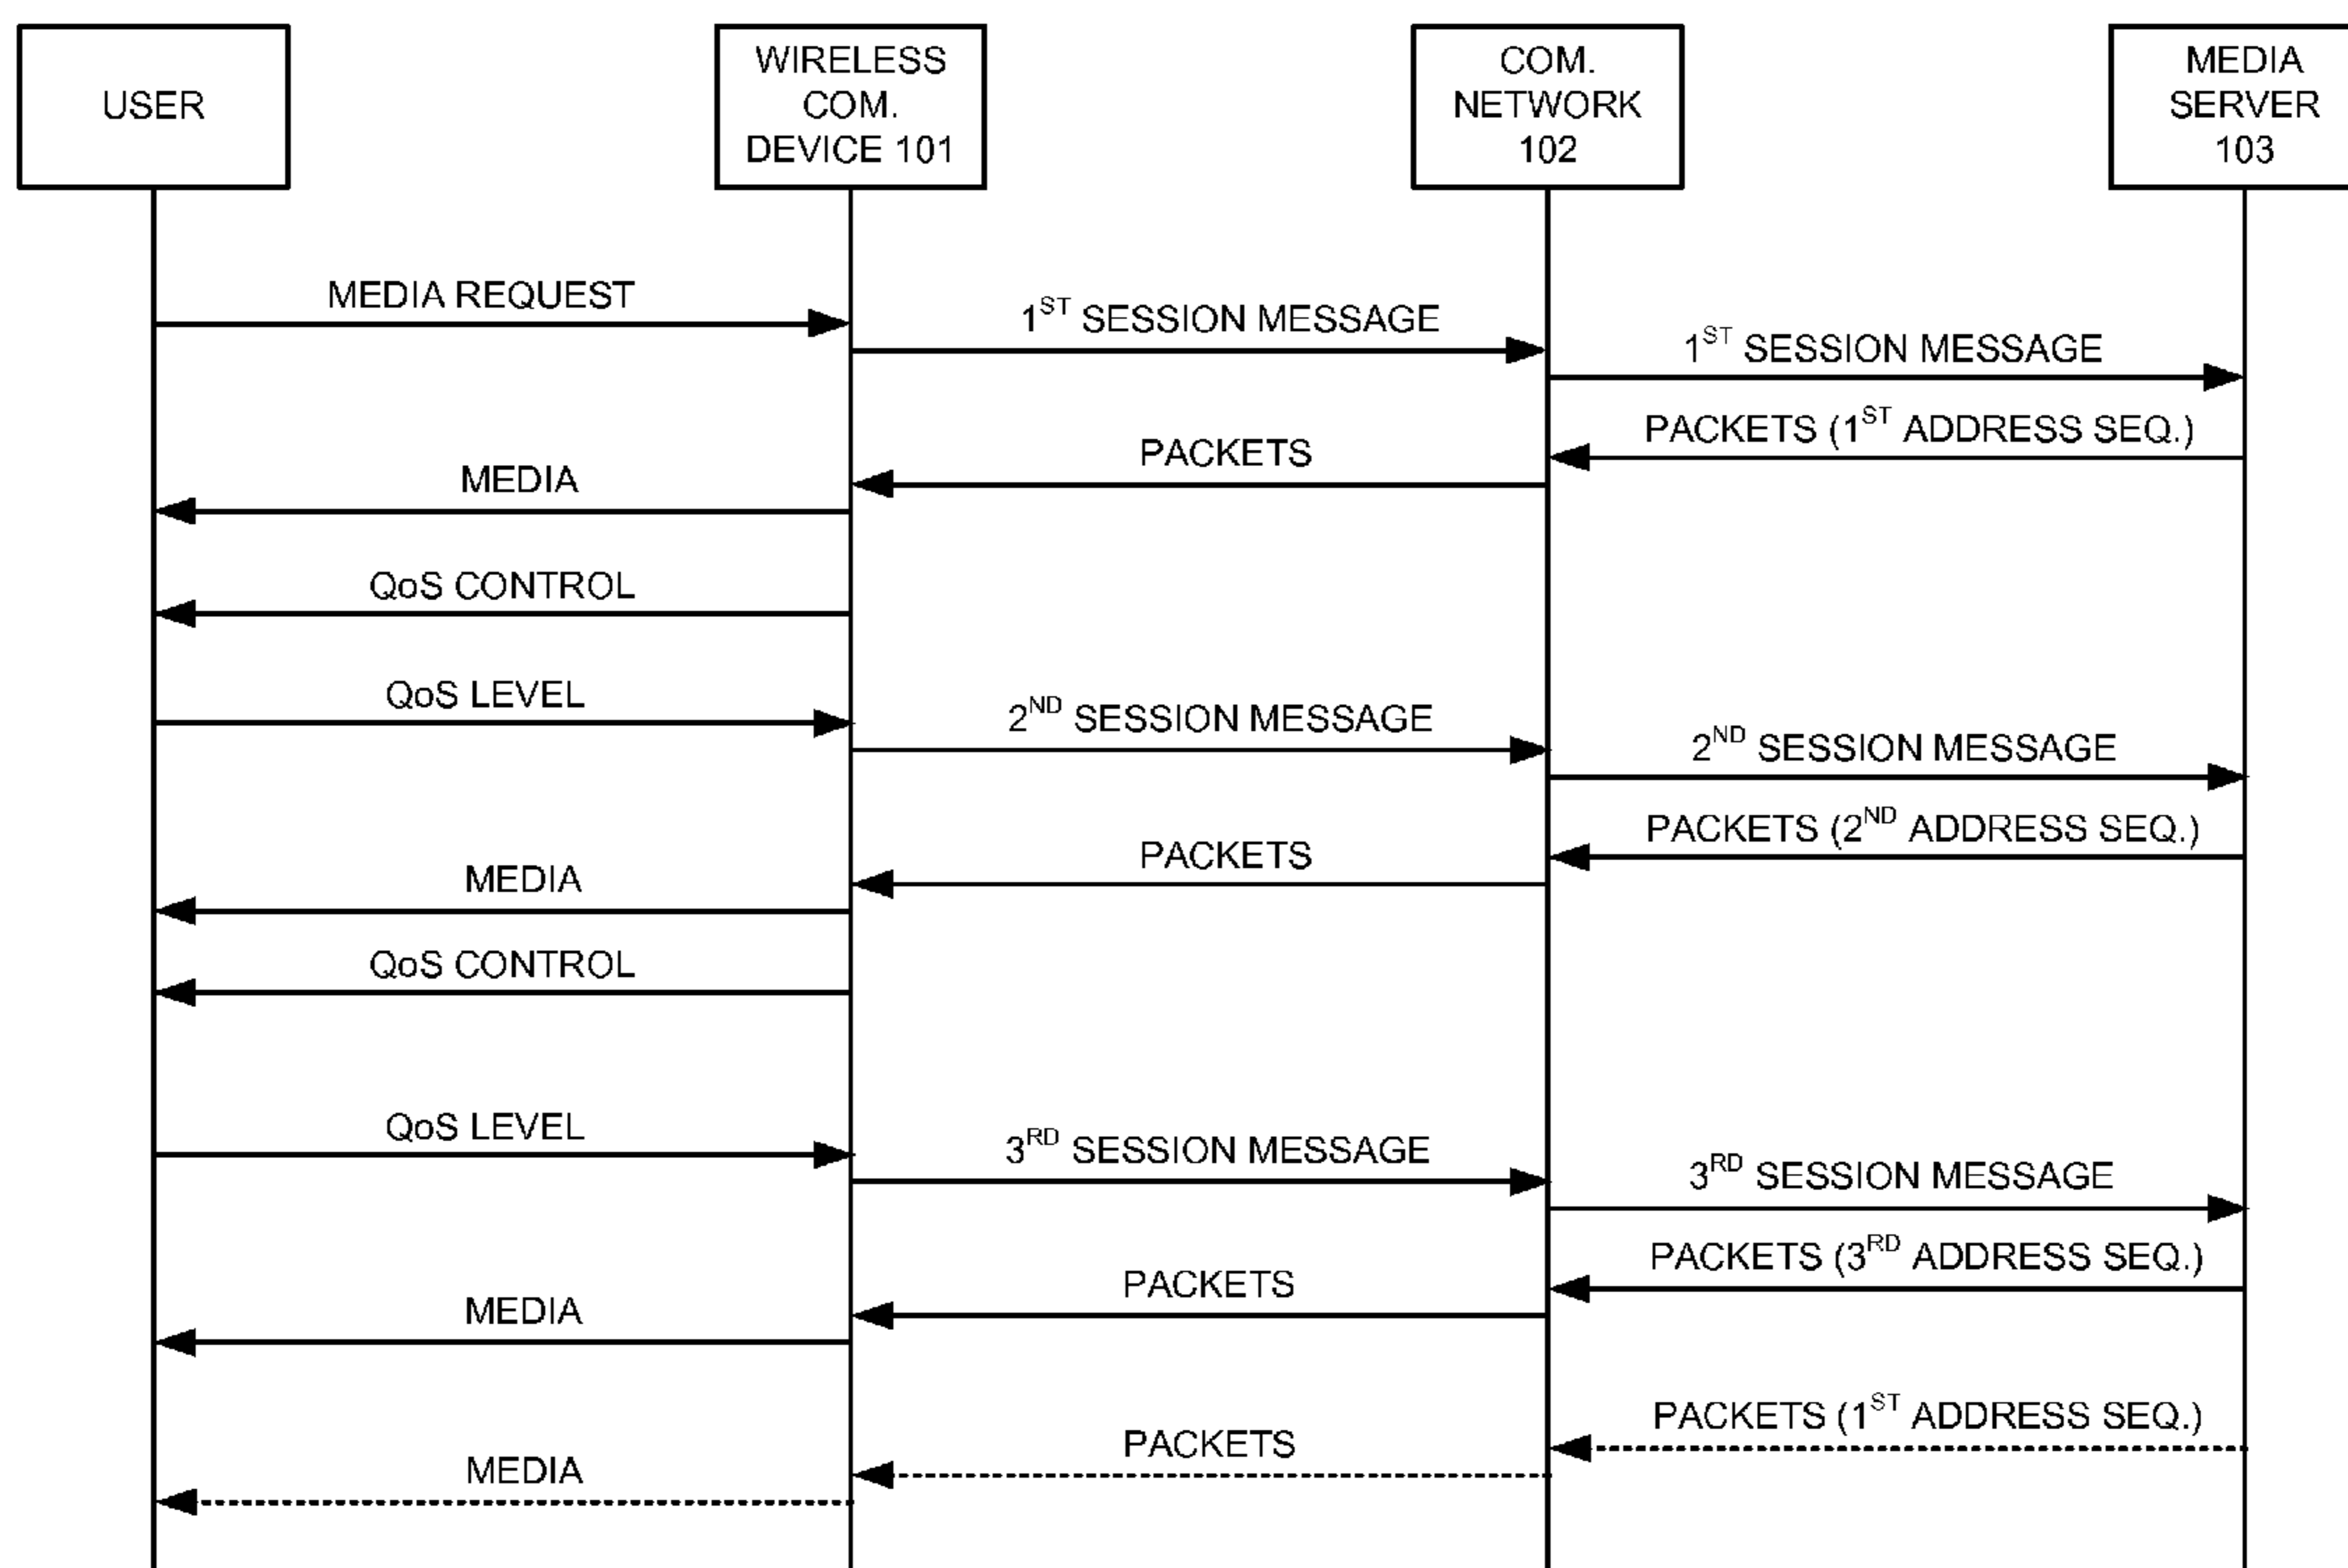 USER
WIRELESS
COM.
DEVICE 101
COM.
NETWORK
102
MEDIA
SERVER
103
MEDIA REQUEST
1ST SESSION MESSAGE
1ST SESSION MESSAGE
PACKETS (1ST ADDRESS SEQ.)
PACKETS
MEDIA
QoS CONTROL
QoS LEVEL
2ND SESSION MESSAGE
2ND SESSION MESSAGE
PACKETS (2ND ADDRESS SEQ.)
PACKETS
MEDIA
QoS CONTROL
QoS LEVEL
3RD SESSION MESSAGE
3RD SESSION MESSAGE
PACKETS (3RD ADDRESS SEQ.)
PACKETS
MEDIA
PACKETS (1ST ADDRESS SEQ.)
PACKETS
MEDIA